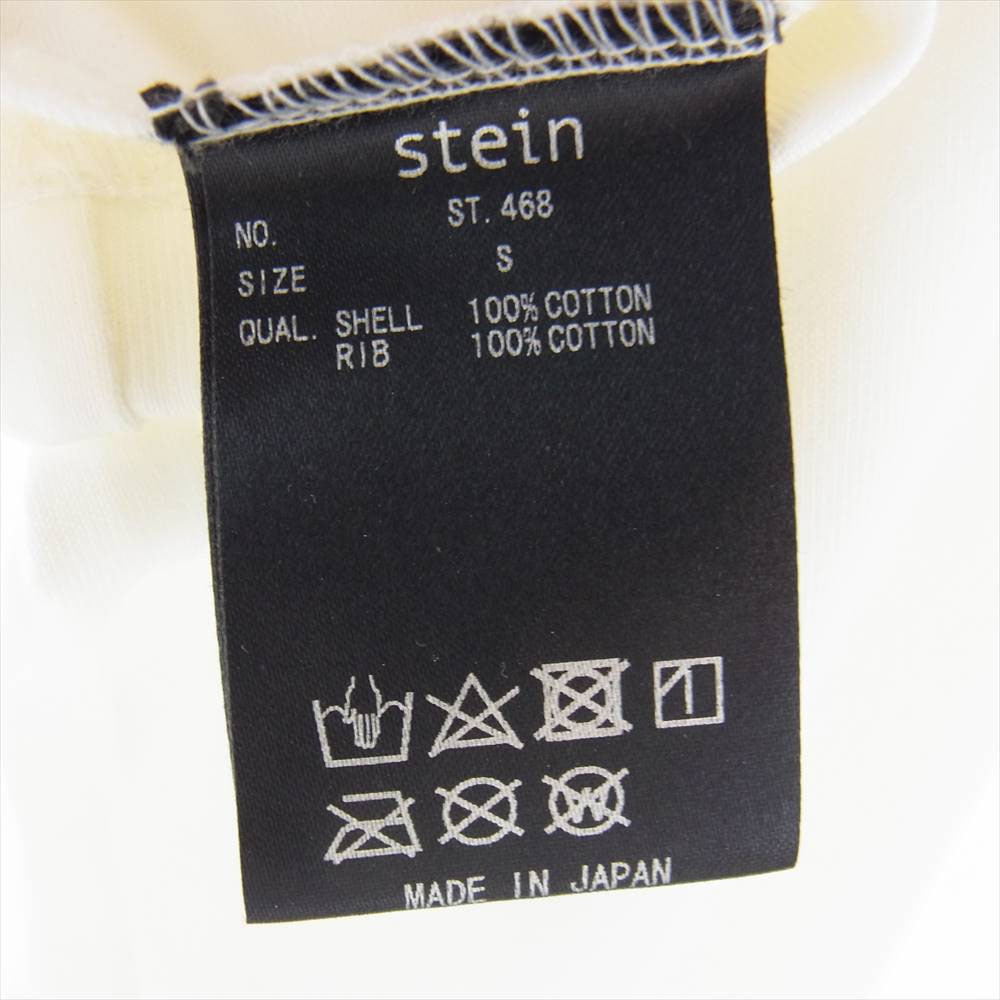 stein
NO. ST. 468
SIZE S
QUAL. SHELL 100% COTTON
RIB 100% COTTON
W
MADE IN JAPAN